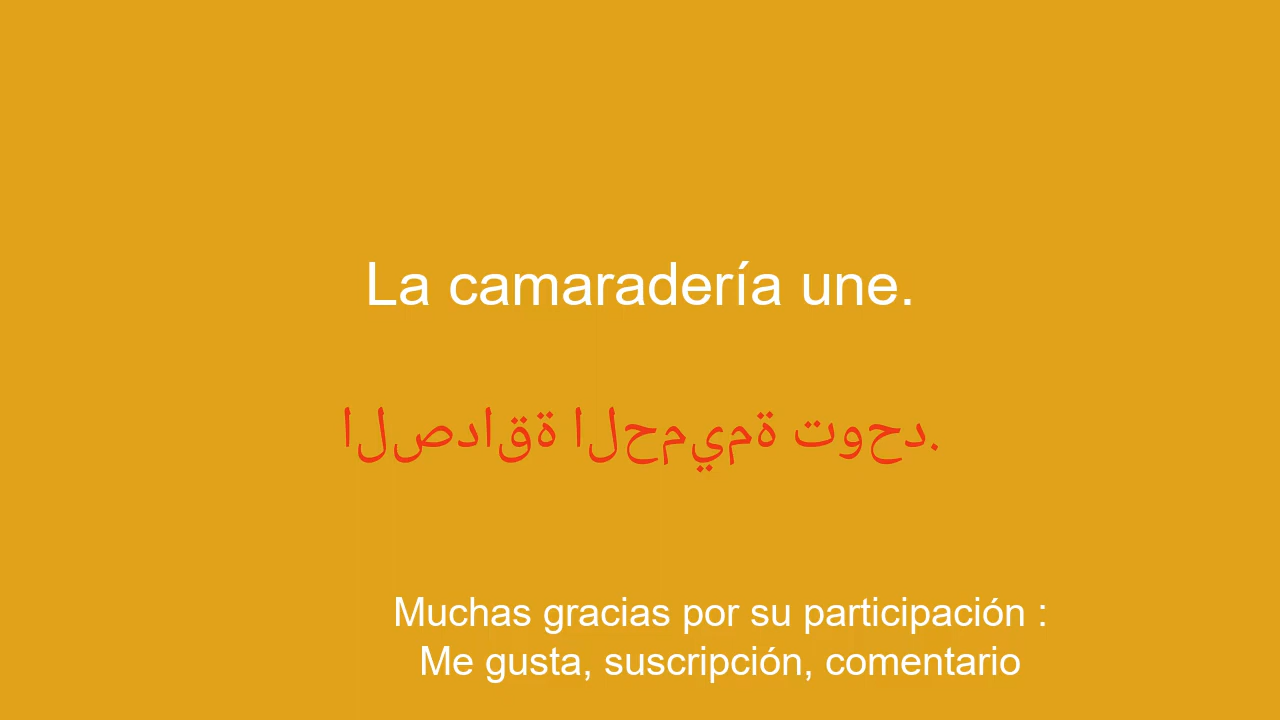 La camaradería une.
الصداقة الحميمة توحد.
Muchas gracias por su participación :
Me gusta, suscripción, comentario